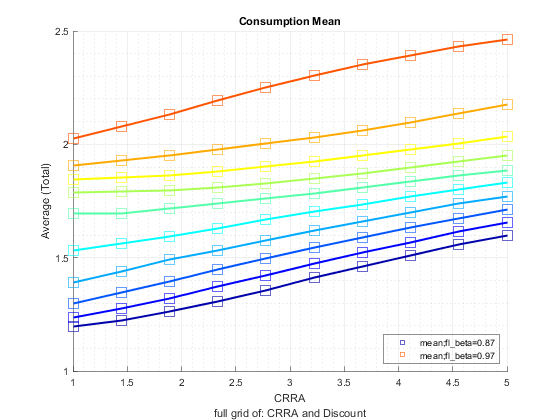 Consumption Mean
2.5
2
1.5
1
Average (Total)
mean;fl_beta=0.87
mean;fl_beta=0.97
1 1.5 2 2.5 3 3.5 4 4.5 5
CRRA
full grid of: CRRA and Discount